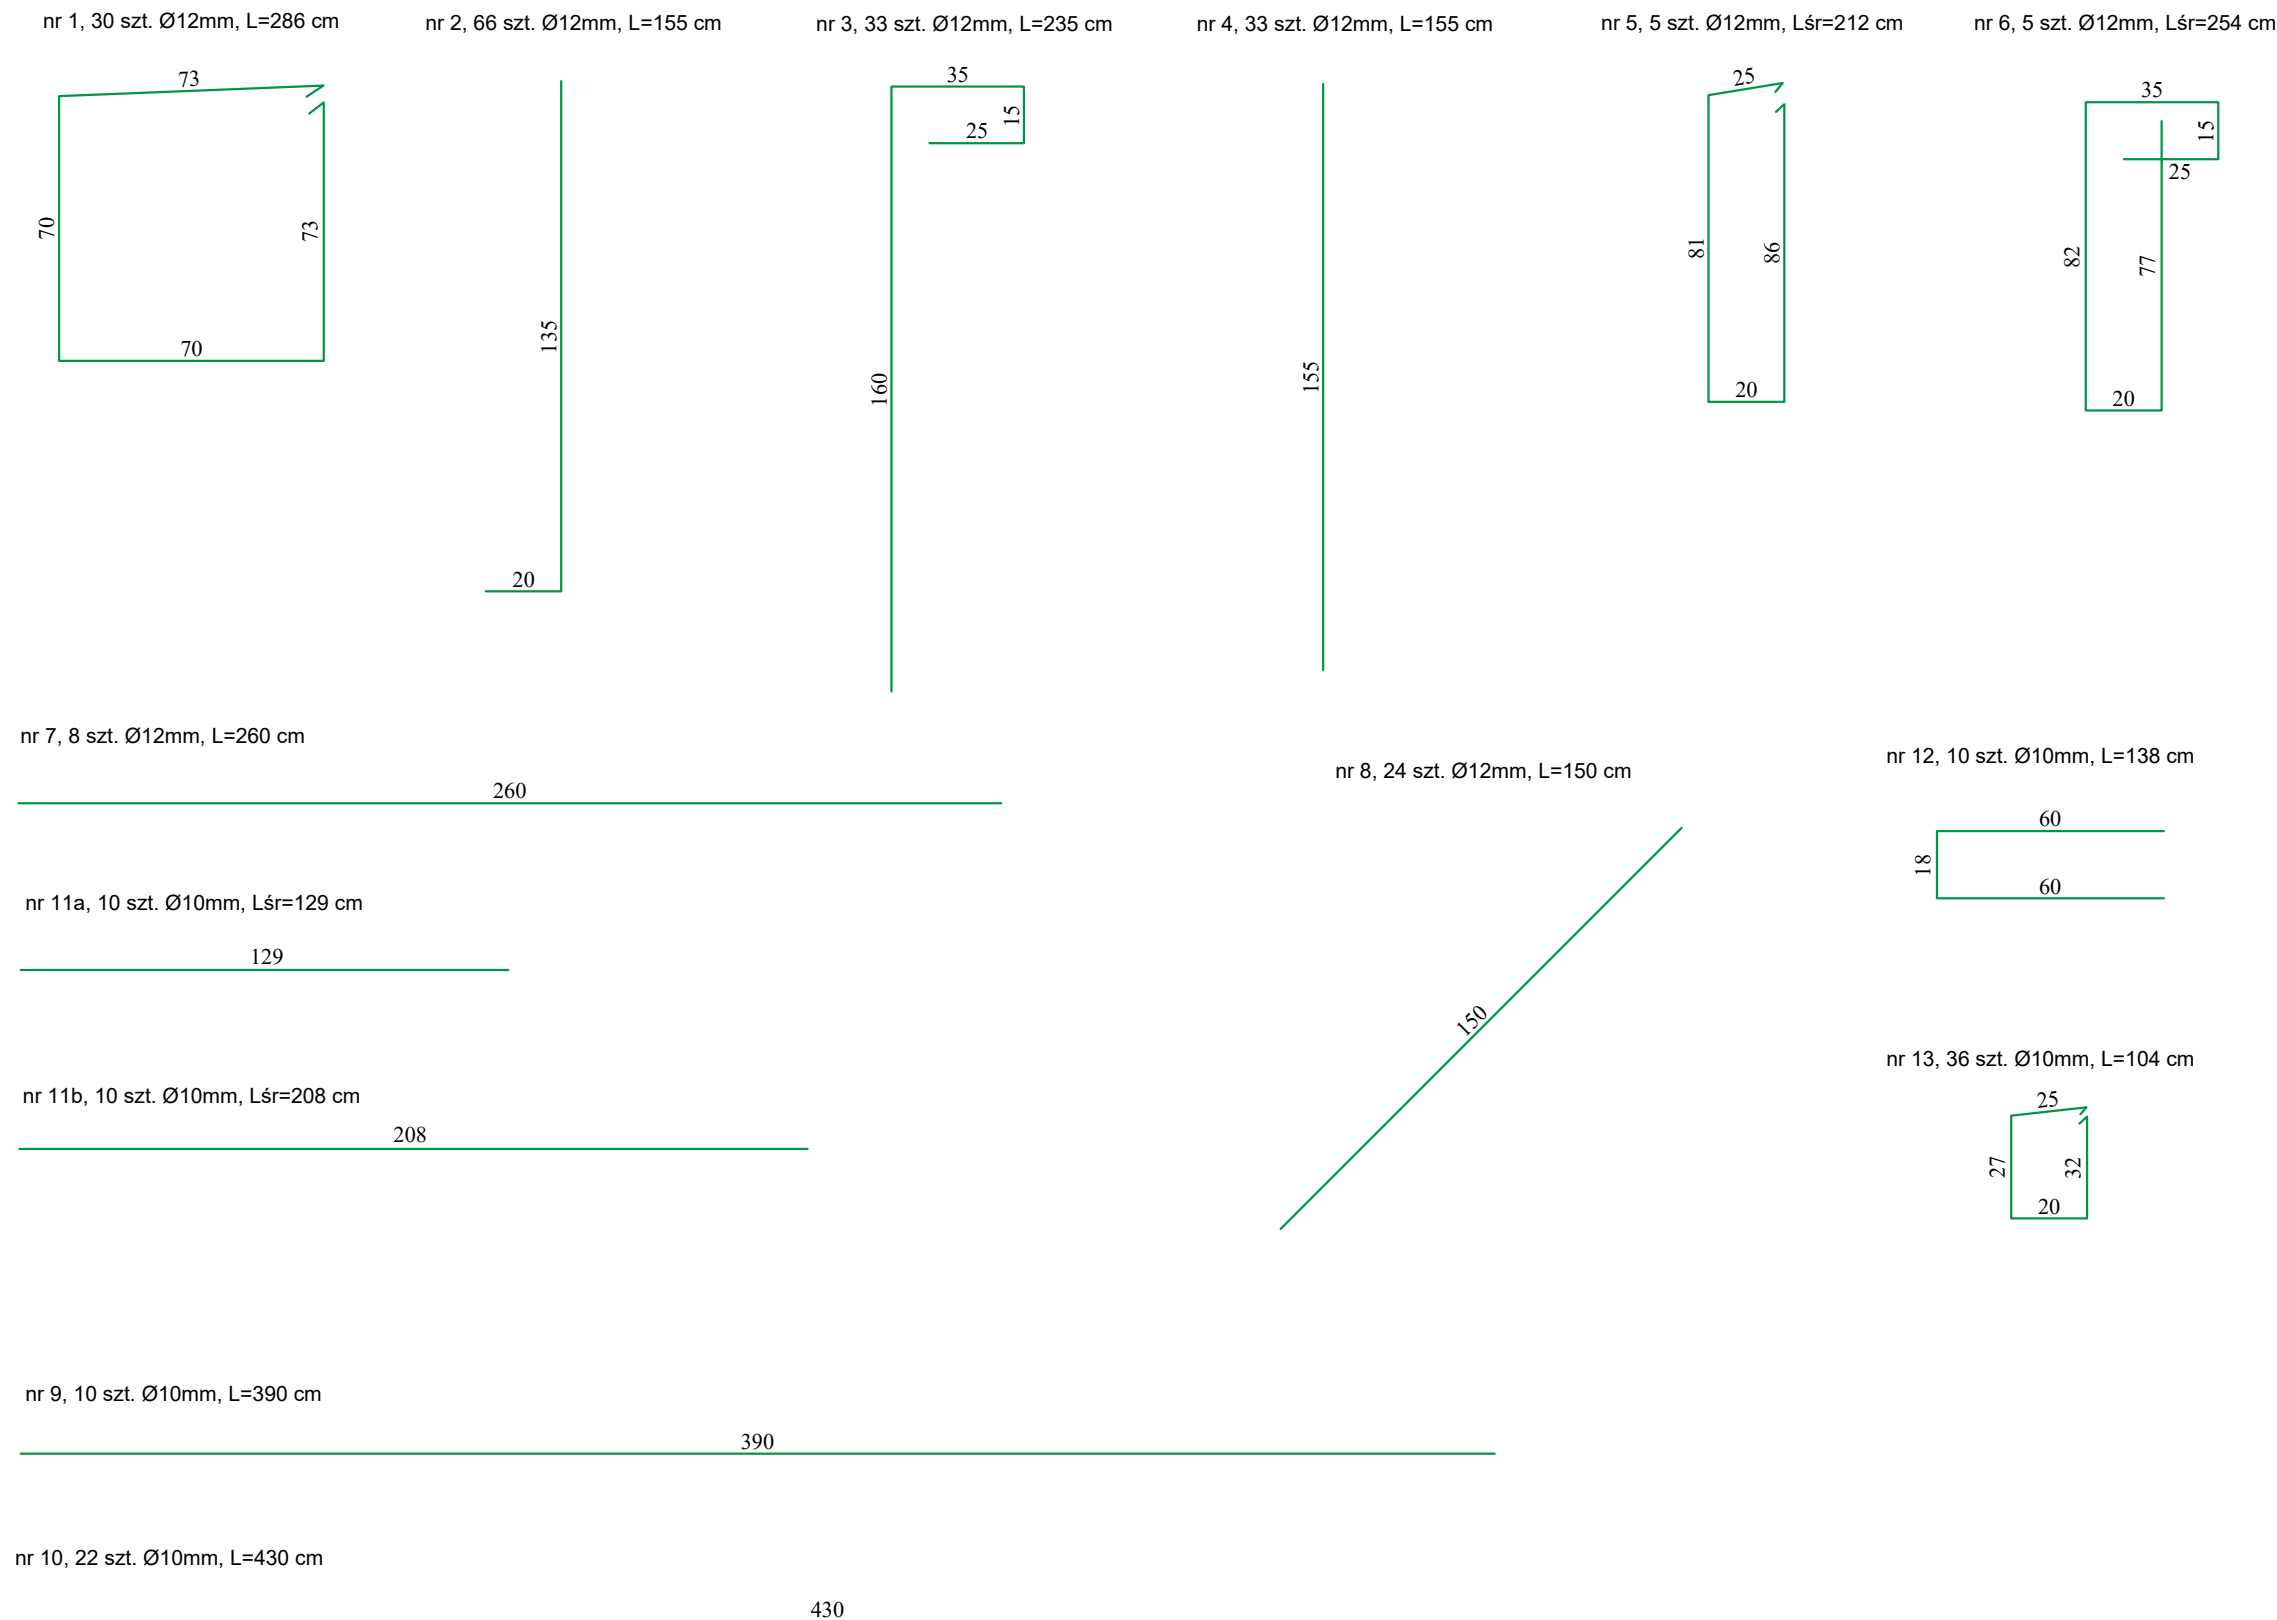 nr 1, 30 szt. Ø12mm, L=286 cm
73
70
73
70
nr 2, 66 szt. Ø12mm, L=155 cm
135
20
nr 3, 33 szt. Ø12mm, L=235 cm
35
15
25
160
nr 4, 33 szt. Ø12mm, L=155 cm
155
nr 5, 5 szt. Ø12mm, Lśr=212 cm
25
81
86
20
nr 6, 5 szt. Ø12mm, Lśr=254 cm
35
15
25
82
77
20
nr 7, 8 szt. Ø12mm, L=260 cm
260
nr 8, 24 szt. Ø12mm, L=150 cm
150
nr 12, 10 szt. Ø10mm, L=138 cm
60
18
60
nr 11a, 10 szt. Ø10mm, Lśr=129 cm
129
nr 11b, 10 szt. Ø10mm, Lśr=208 cm
208
nr 13, 36 szt. Ø10mm, L=104 cm
25
27
32
20
nr 9, 10 szt. Ø10mm, L=390 cm
390
nr 10, 22 szt. Ø10mm, L=430 cm
430